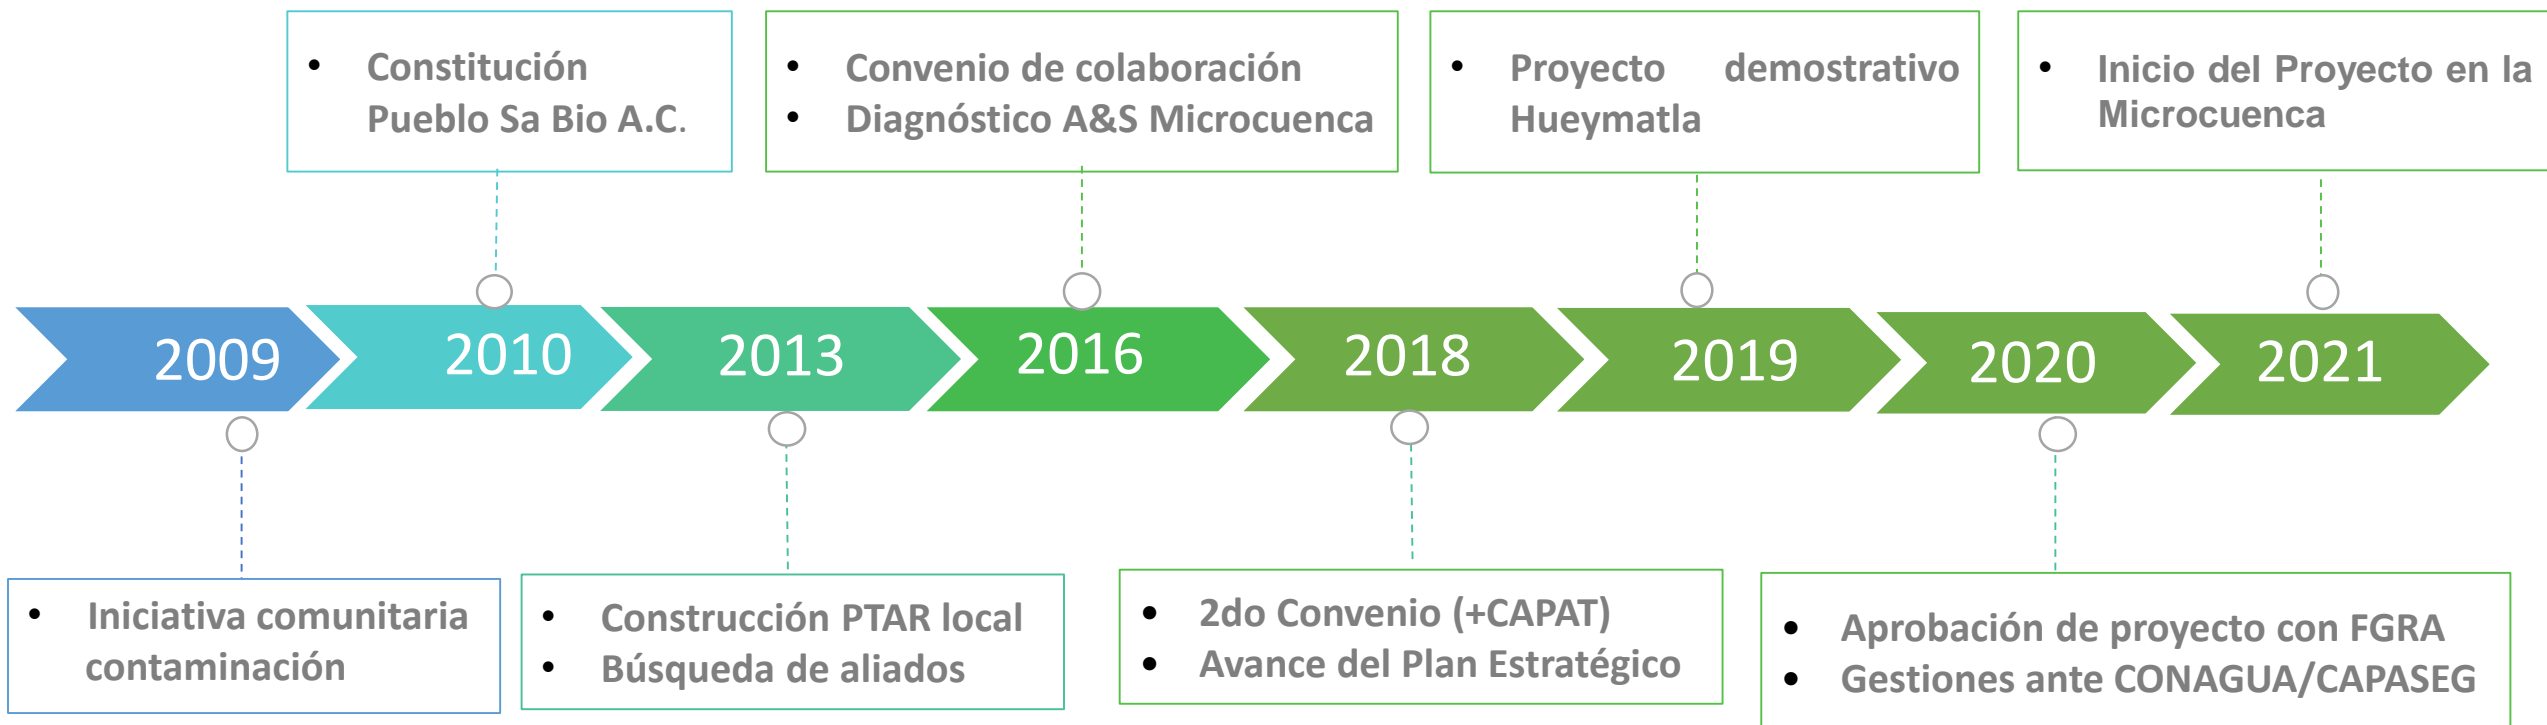 • Constitución
Pueblo Sa Bio A.C.
• Convenio de colaboración
• Diagnóstico A&S Microcuenca
• Proyecto demostrativo
Hueymatla
• Inicio del Proyecto en la
Microcuenca
2009
2010
2013
2016
2018
2019
2020
2021
• Iniciativa comunitaria
contaminación
• Construcción PTAR local
• Búsqueda de aliados
• 2do Convenio (+CAPAT)
• Avance del Plan Estratégico
• Aprobación de proyecto con FGRA
• Gestiones ante CONAGUA/CAPASEG